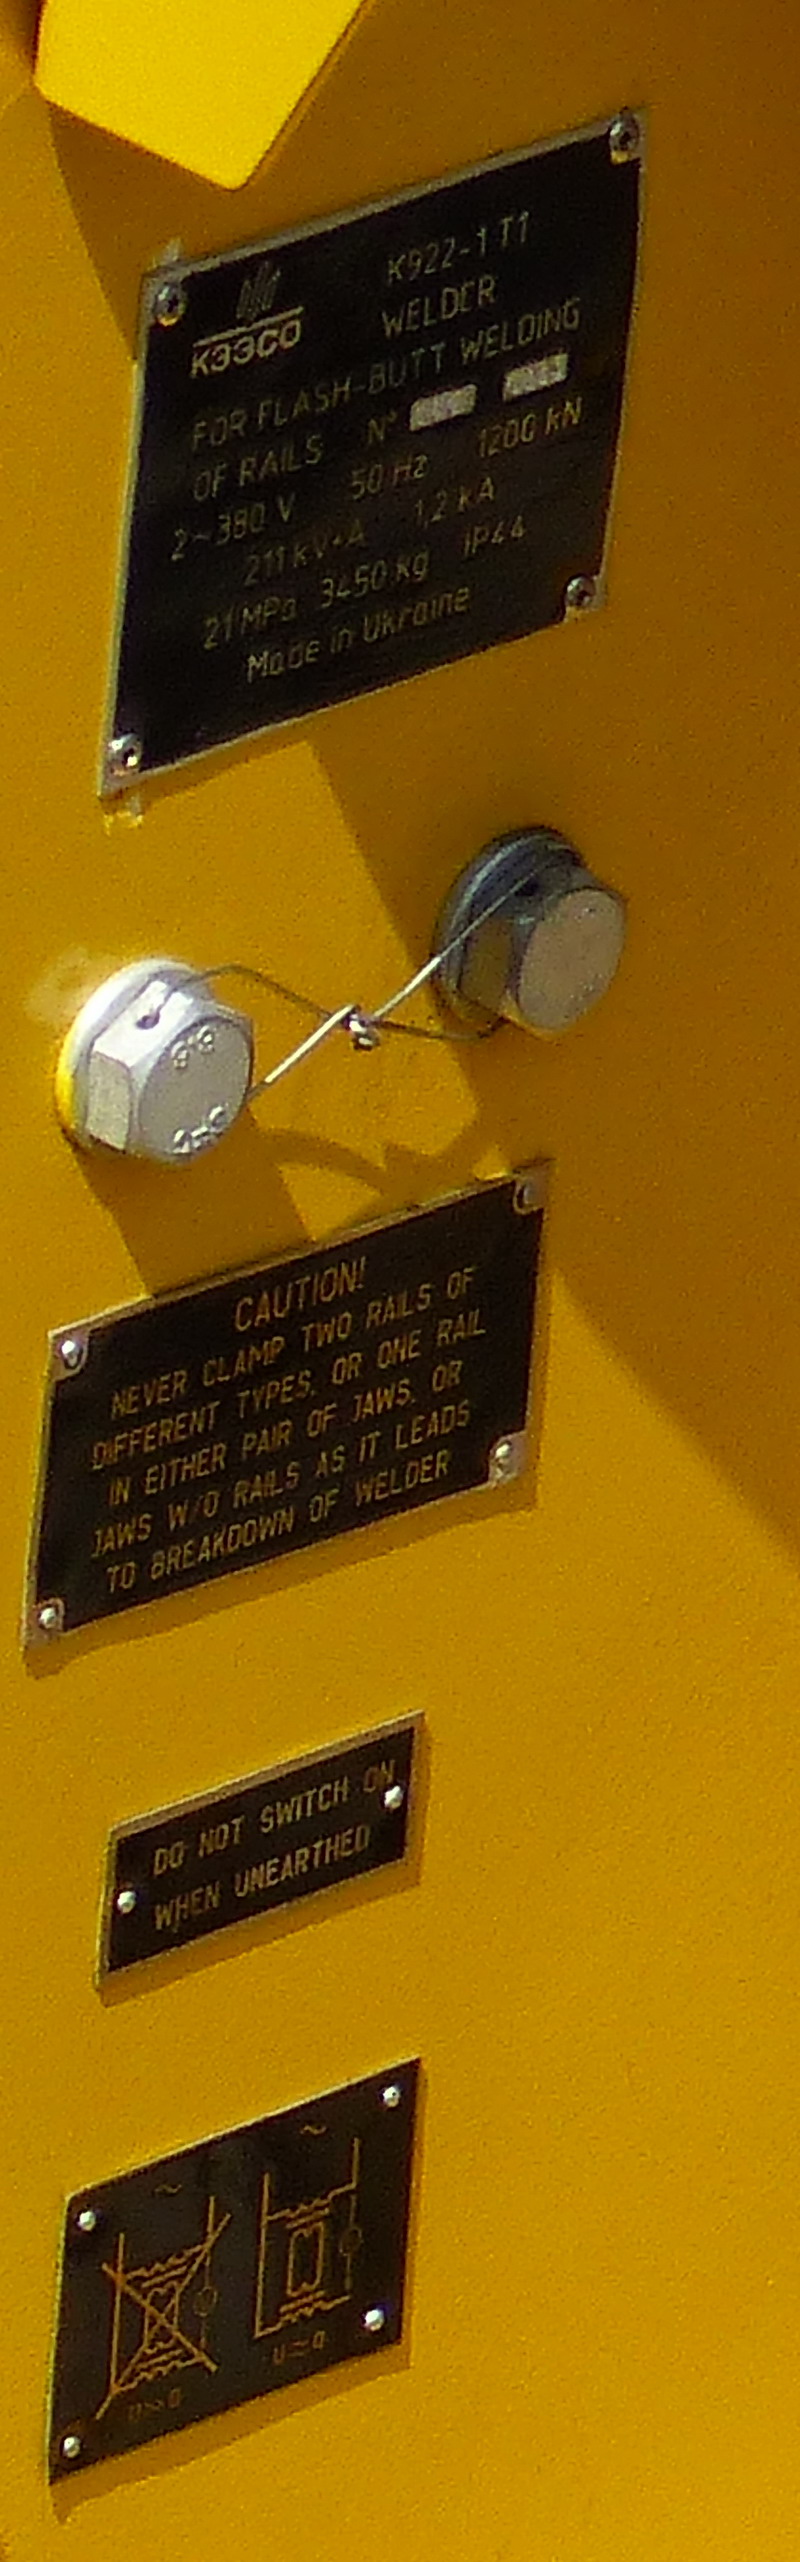 КЭЭСО
K922-1 T1
WELDER
FOR FLASH-BUTT WELDING
OF RAILS N°
2~380 V 50 Hz 1200 kN
211 kV·A 1,2 kA
21 MPa 3450 kg IP44
Made in Ukraine
8.8
CAUTION!
NEVER CLAMP TWO RAILS OF
DIFFERENT TYPES, OR ONE RAIL
IN EITHER PAIR OF JAWS, OR
JAWS W/O RAILS AS IT LEADS
TO BREAKDOWN OF WELDER
DO NOT SWITCH ON
WHEN UNEARTHED
~ ~